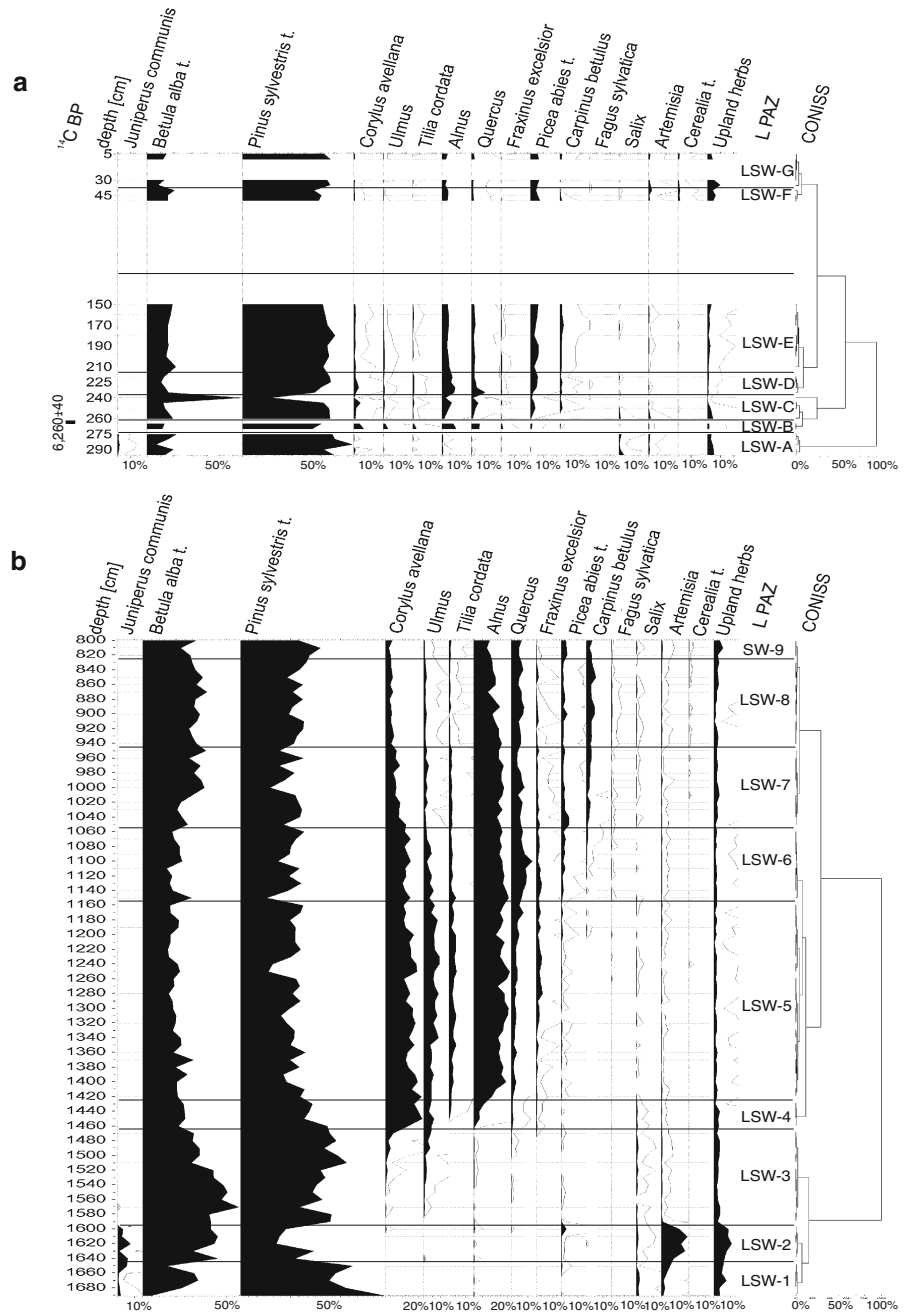 a
¹⁴C BP
depth [cm]
Juniperus communis
Betula alba t.
Pinus sylvestris t.
Corylus avellana
Ulmus
Tilia cordata
Alnus
Quercus
Fraxinus excelsior
Picea abies t.
Carpinus betulus
Fagus sylvatica
Salix
Artemisia
Cerealia t.
Upland herbs
L PAZ
CONISS
5
30
45
150
170
190
210
225
240
260
275
290
6,260±40
LSW-G
LSW-F
LSW-E
LSW-D
LSW-C
LSW-B
LSW-A
10% 50% 50% 10% 10% 10% 10% 10% 10% 10% 10% 10% 10% 10% 10% 10% 0% 50% 100%
b
depth [cm]
Juniperus communis
Betula alba t.
Pinus sylvestris t.
Corylus avellana
Ulmus
Tilia cordata
Alnus
Quercus
Fraxinus excelsior
Picea abies t.
Carpinus betulus
Fagus sylvatica
Salix
Artemisia
Cerealia t.
Upland herbs
L PAZ
CONISS
800
820
840
860
880
900
920
940
960
980
1000
1020
1040
1060
1080
1100
1120
1140
1160
1180
1200
1220
1240
1260
1280
1300
1320
1340
1360
1380
1400
1420
1440
1460
1480
1500
1520
1540
1560
1580
1600
1620
1640
1660
1680
SW-9
LSW-8
LSW-7
LSW-6
LSW-5
LSW-4
LSW-3
LSW-2
LSW-1
10% 50% 50% 20% 10% 10% 20% 10% 10% 10% 10% 10% 10% 10% 10% 10% 0% 50% 100%